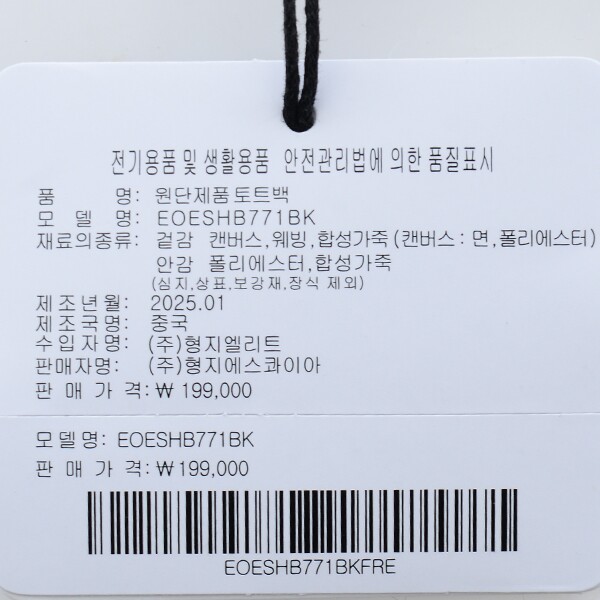 전기용품 및 생활용품 안전관리법에 의한 품질표시
품 명: 원단제품토트백
모 델 명: EOESHB771BK
재료의종류: 겉감 캔버스,웨빙,합성가죽(캔버스:면,폴리에스터)
안감 폴리에스터,합성가죽
(심지,상표,보강재,장식 제외)
제조년월: 2025.01
제조국명: 중국
수입자명: (주)형지엘리트
판매자명: (주)형지에스콰이아
판 매 가 격: ₩ 199,000
모델명: EOESHB771BK
판 매 가 격: ₩ 199,000
EOESHB771BKFRE